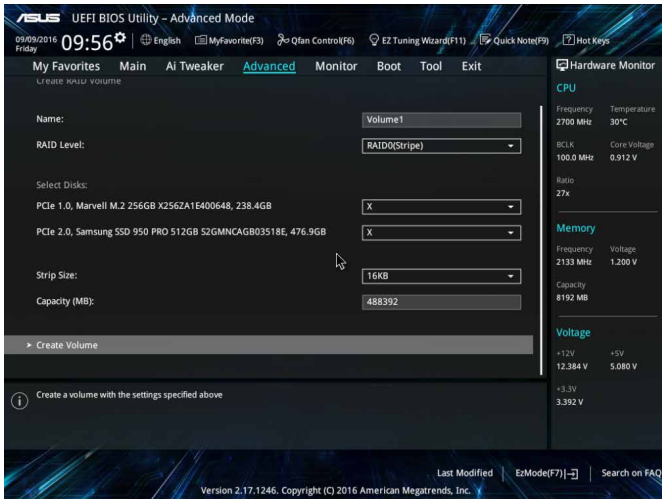 ASUS UEFI BIOS Utility – Advanced Mode
09/09/2016 Friday 09:56 English MyFavorite(F3) Qfan Control(F6) EZ Tuning Wizard(F11) Quick Note(F9) ? Hot Keys
My Favorites Main Ai Tweaker Advanced Monitor Boot Tool Exit
Hardware Monitor
Create RAID Volume
Name: Volume1
RAID Level: RAID0(Stripe)
Select Disks:
PCIe 1.0, Marvell M.2 256GB X256ZA1E400648, 238.4GB X
PCIe 2.0, Samsung SSD 950 PRO 512GB S2GMNCAGB03518E, 476.9GB X
Strip Size: 16KB
Capacity (MB): 488392
> Create Volume
Create a volume with the settings specified above
CPU
Frequency Temperature
2700 MHz 30°C
BCLK Core Voltage
100.0 MHz 0.912 V
Ratio
27x
Memory
Frequency Voltage
2133 MHz 1.200 V
Capacity
8192 MB
Voltage
+12V +5V
12.384 V 5.080 V
+3.3V
3.392 V
Last Modified EzMode(F7) Search on FAQ
Version 2.17.1246. Copyright (C) 2016 American Megatrends, Inc.